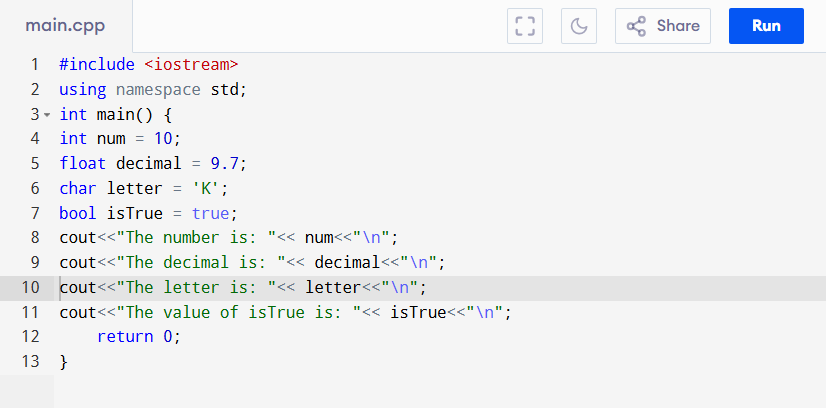 main.cpp
Share
Run
1 #include <iostream>
2 using namespace std;
3 int main() {
4 int num = 10;
5 float decimal = 9.7;
6 char letter = 'K';
7 bool isTrue = true;
8 cout<<"The number is: "<< num<<"\n";
9 cout<<"The decimal is: "<< decimal<<"\n";
10 cout<<"The letter is: "<< letter<<"\n";
11 cout<<"The value of isTrue is: "<< isTrue<<"\n";
12     return 0;
13 }